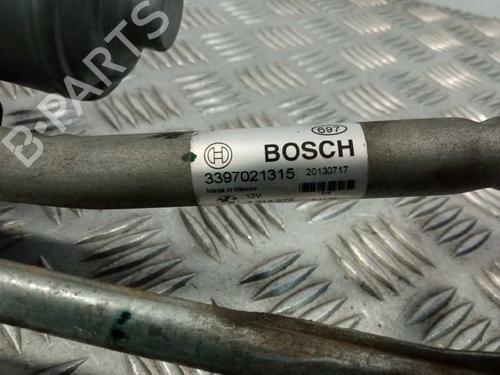 B-PARTS
697
BOSCH
3397021315 20130717
Made in Mexico
12V